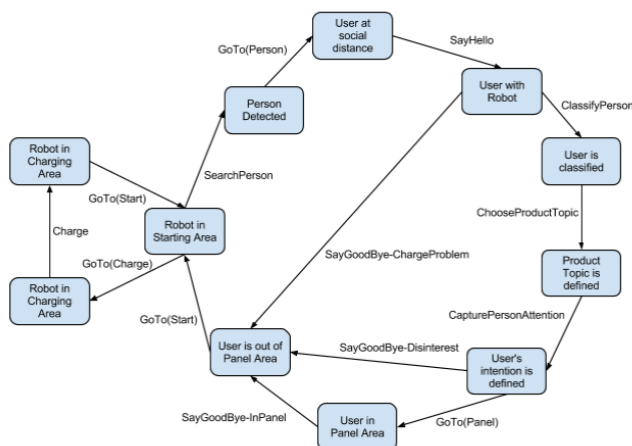 User at
social
distance
SayHello
GoTo(Person)
User with
Robot
Person
Detected
ClassifyPerson
Robot in
Charging
Area
User is
classified
SearchPerson
GoTo(Start)
ChooseProductTopic
Robot in
Starting Area
Charge
SayGoodBye-ChargeProblem
Product
Topic is
defined
GoTo(Charge)
Robot in
Charging
Area
CapturePersonAttention
GoTo(Start)
User is out of
Panel Area
SayGoodBye-Disinterest
User's
intention is
defined
SayGoodBye-InPanel
User in
Panel Area
GoTo(Panel)